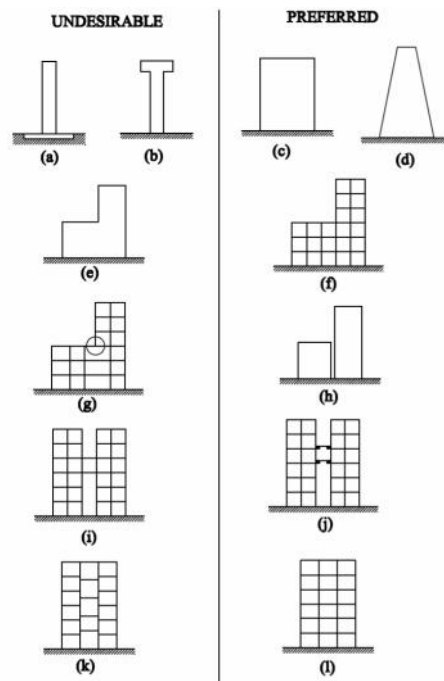 UNDESIRABLE
PREFERRED
(a)
(b)
(c)
(d)
(e)
(f)
(g)
(h)
(i)
(j)
(k)
(l)